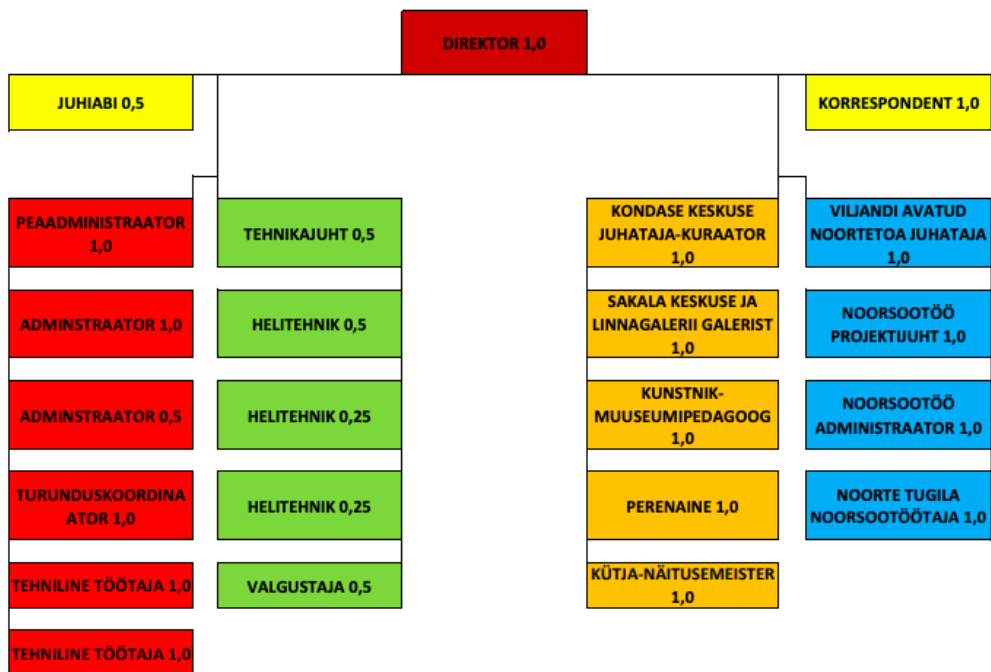 DIREKTOR 1,0
JUHIABI 0,5
KORRESPONDENT 1,0
PEAADMINISTRAATOR
1,0
TEHNIKAJUHT 0,5
KONDASE KESKUSE
JUHATAJA-KURAATOR
1,0
VILJANDI AVATUD
NOORTETOA JUHATAJA
1,0
ADMINSTRAATOR 1,0
HELITEHNIK 0,5
SAKALA KESKUSE JA
LINNAGALERII GALERIST
1,0
NOORSOOTÖÖ
PROJEKTIJUHT 1,0
ADMINSTRAATOR 0,5
HELITEHNIK 0,25
KUNSTNIK-
MUUSEUMIPEDAGOOG
1,0
NOORSOOTÖÖ
ADMINISTRAATOR 1,0
TURUNDUSKOORDINA
ATOR 1,0
HELITEHNIK 0,25
PERENAINE 1,0
NOORTE TUGILA
NOORSOOTÖÖTAJA 1,0
TEHNILINE TÖÖTAJA 1,0
VALGUSTAJA 0,5
KÜTJA-NÄITUSEMEISTER
1,0
TEHNILINE TÖÖTAJA 1,0